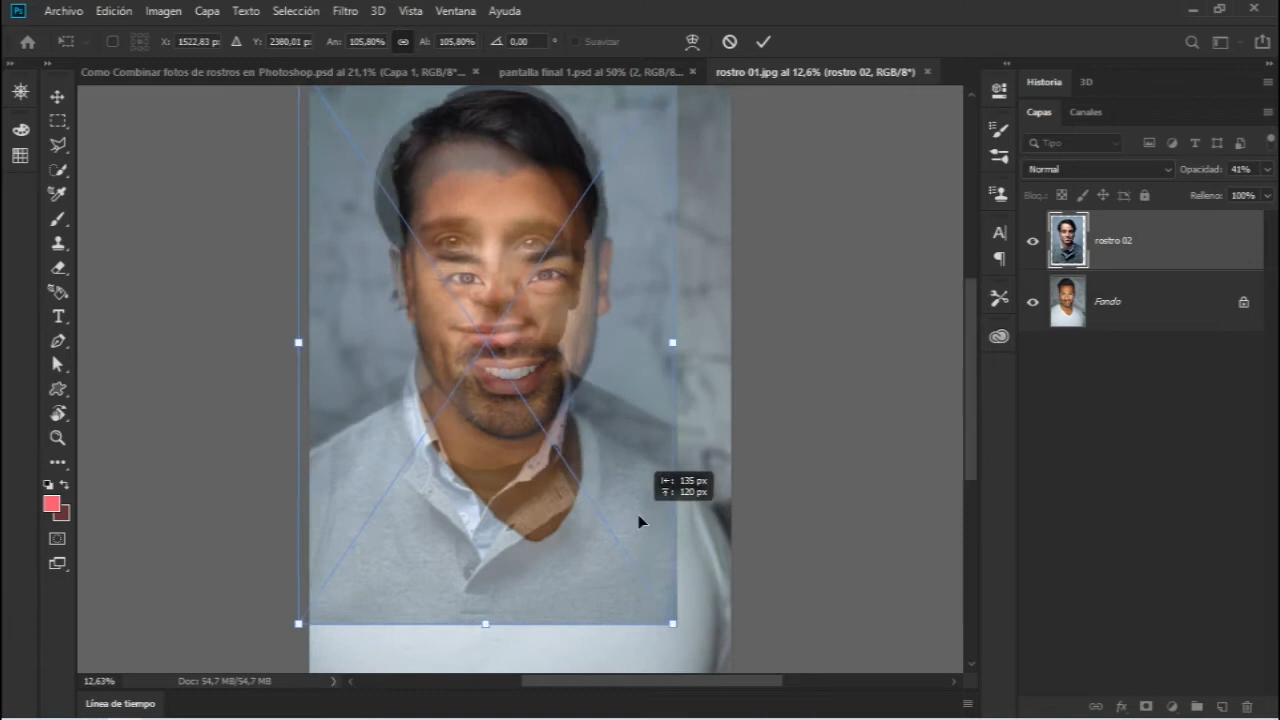 Ps Archivo Edición Imagen Capa Texto Selección Filtro 3D Vista Ventana Ayuda
X: 1522,83 p: Y: 2380,01 p: An: 105,80% Al: 105,80% 0,00 ° Suavizar
Como Combinar fotos de rostros en Photoshop.psd al 21,1% (Capa 1, RGB/8*... × pantalla final 1.psd al 50% (2, RGB/8... × rostro 01.jpg al 12,6% (rostro 02, RGB/8*) ×
Historia 3D
Capas Canales
Tipo
Normal Opacidad: 41%
Bloq.: Relleno: 100%
rostro 02
Fondo
135 px
120 px
12,63% Doc: 54,7 MB/54,7 MB
Línea de tiempo